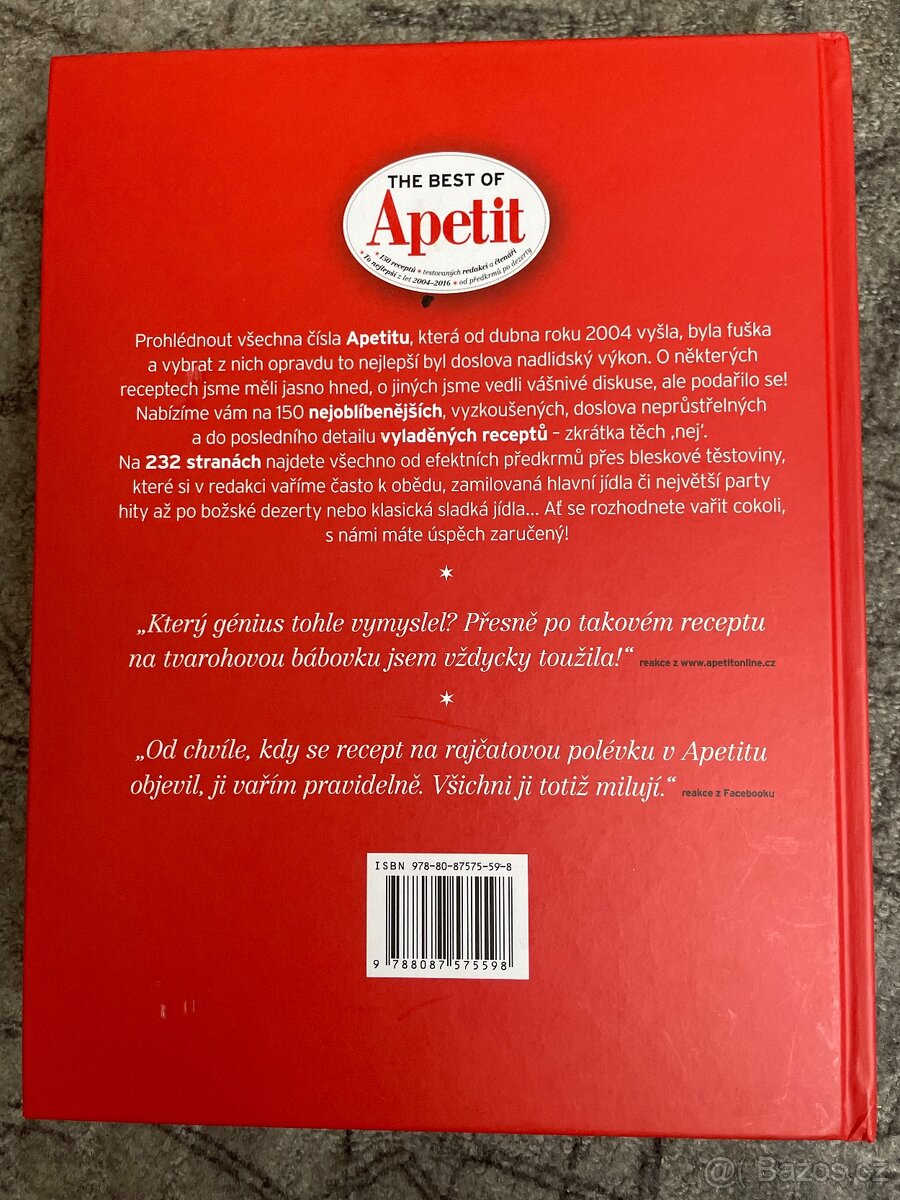 THE BEST OF
Apetit
* 150 receptů * testovaných redakcí a čtenáři
* To nejlepší z let 2004–2016 * od předkrmů po dezerty
Prohlédnout všechna čísla Apetitu, která od dubna roku 2004 vyšla, byla fuška
a vybrat z nich opravdu to nejlepší byl doslova nadlidský výkon. O některých
receptech jsme měli jasno hned, o jiných jsme vedli vášnivé diskuse, ale podařilo se!
Nabízíme vám na 150 nejoblíbenějších, vyzkoušených, doslova neprůstřelných
a do posledního detailu vyladěných receptů – zkrátka těch ‚nej‘.
Na 232 stranách najdete všechno od efektních předkrmů přes bleskové těstoviny,
které si v redakci vaříme často k obědu, zamilovaná hlavní jídla či největší party
hity až po božské dezerty nebo klasická sladká jídla... Ať se rozhodnete vařit cokoli,
s námi máte úspěch zaručený!
„Který génius tohle vymyslel? Přesně po takovém receptu
na tvarohovou bábovku jsem vždycky toužila!“ reakce z www.apetitonline.cz
„Od chvíle, kdy se recept na rajčatovou polévku v Apetitu
objevil, ji vařím pravidelně. Všichni ji totiž milují.“ reakce z Facebooku
ISBN 978-80-87575-59-8
9 788087 575598
@ Bazos.cz